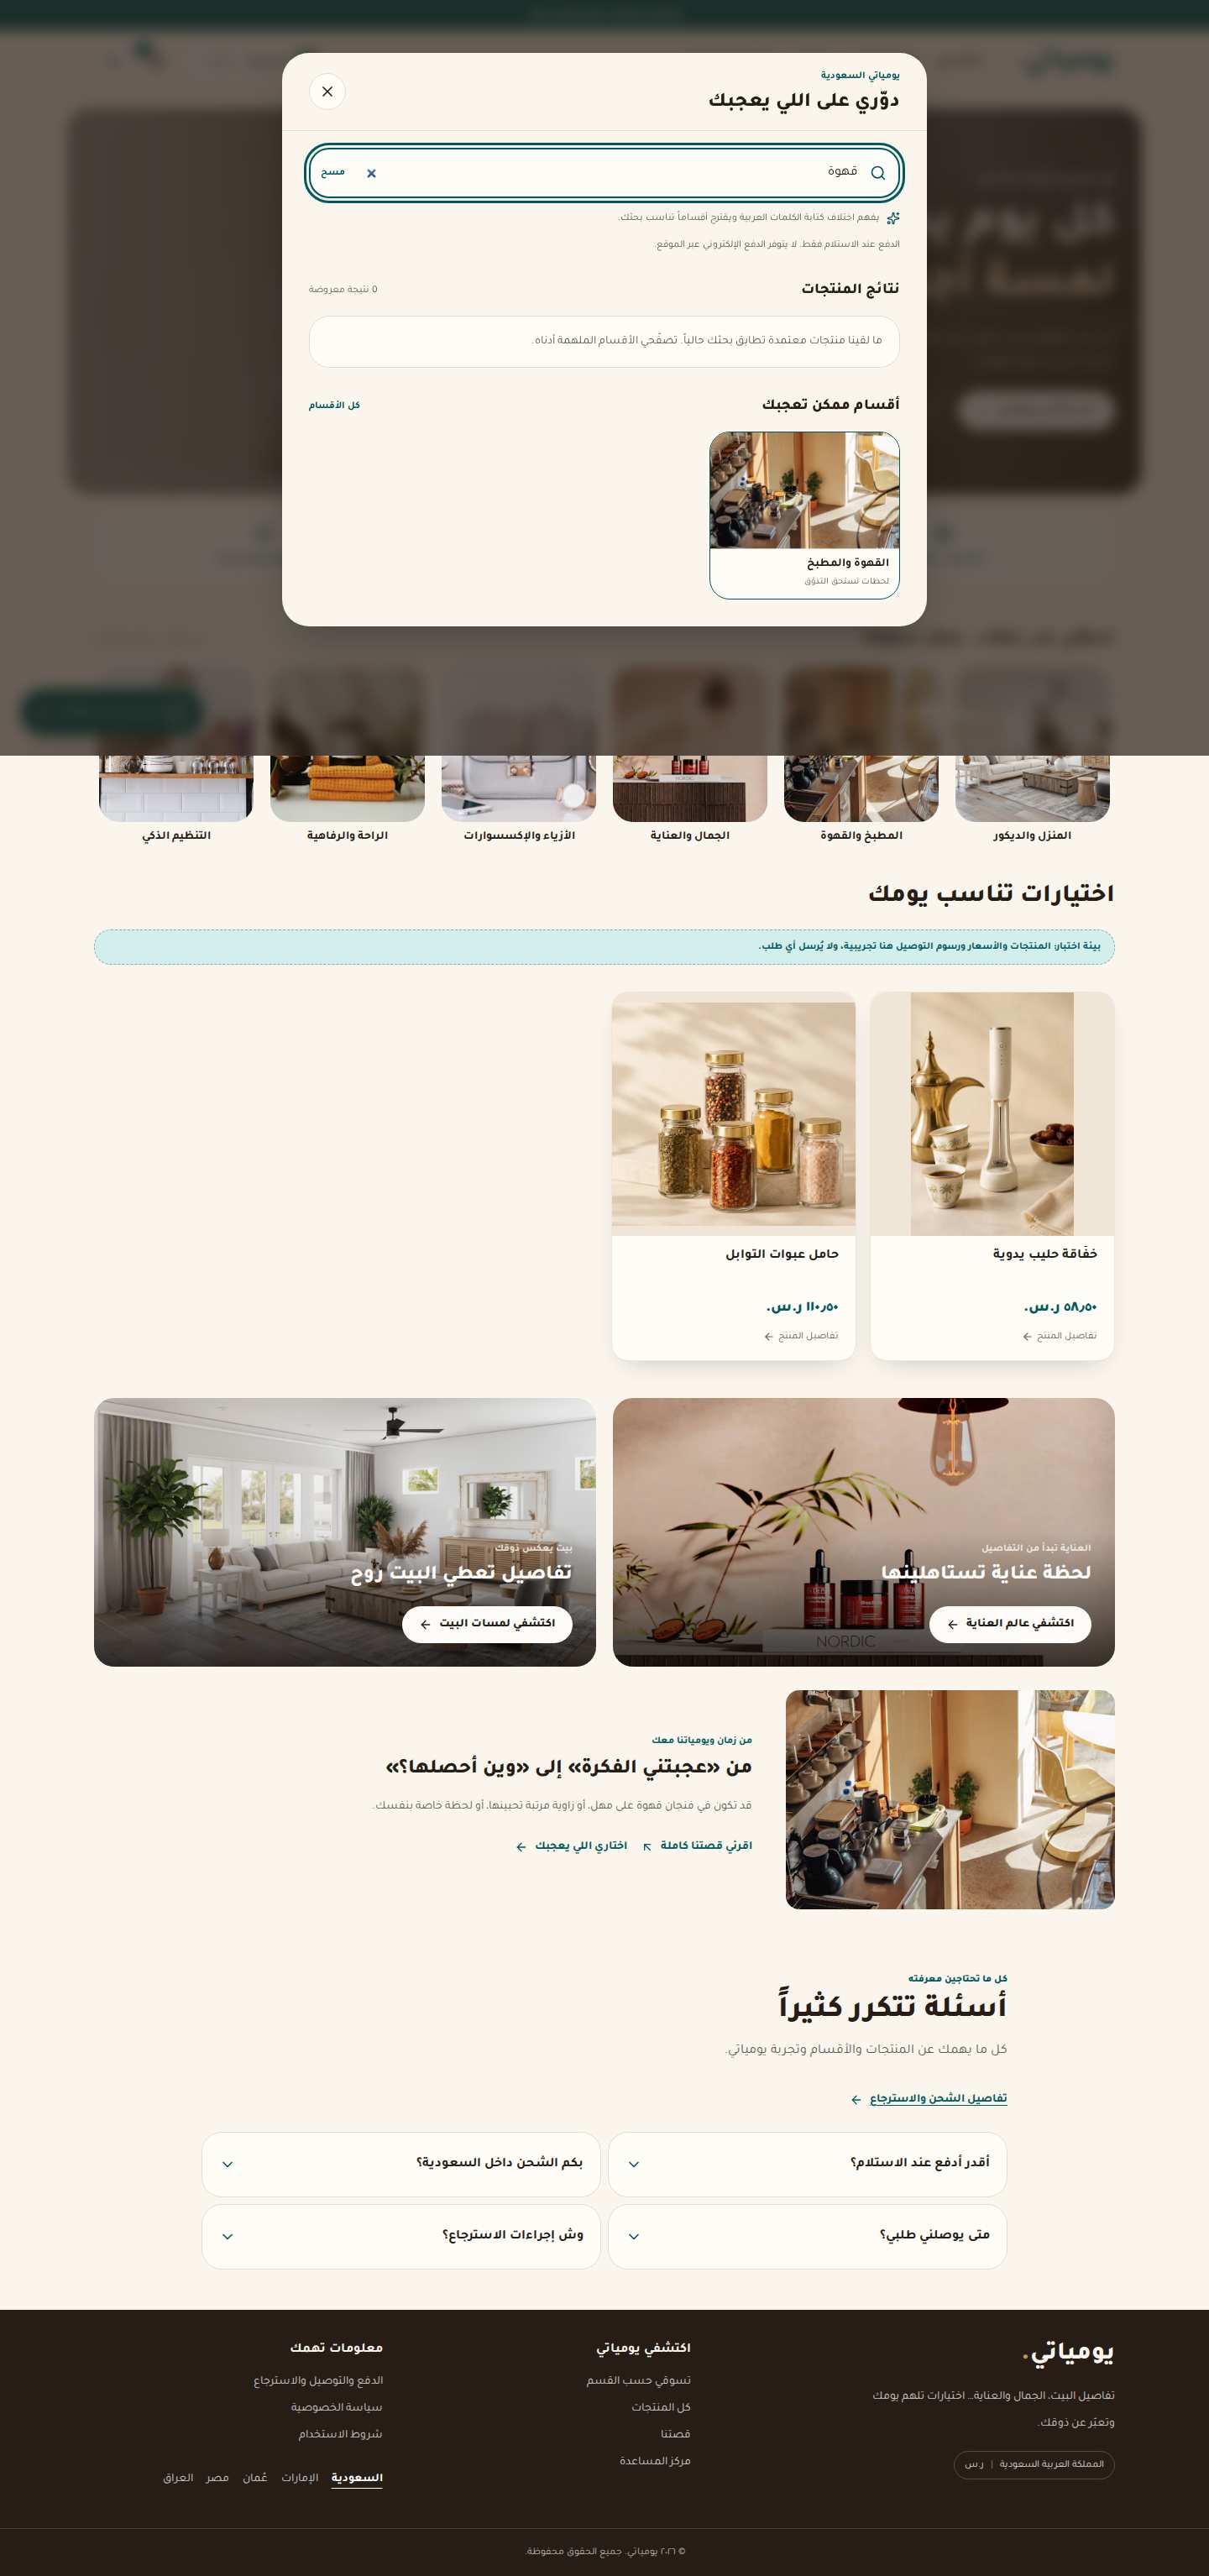 يومياتي السعودية
دوّري على اللي يعجبك
قهوة
مسح
يفهم اختلاف كتابة الكلمات العربية ويقترح أقساماً تناسب بحثك.
الدفع عند الاستلام فقط. لا يتوفر الدفع الإلكتروني عبر الموقع.
نتائج المنتجات
0 نتيجة معروضة
ما لقينا منتجات معتمدة تطابق بحثك حالياً. تصفّحي الأقسام الملهمة أدناه.
أقسام ممكن تعجبك
كل الأقسام
القهوة والمطبخ
لحظات تستحق التذوّق
كل يوم
لمسة
المنزل والديكور
المطبخ والقهوة
الجمال والعناية
الأزياء والإكسسوارات
الراحة والرفاهية
التنظيم الذكي
اختيارات تناسب يومك
بيئة اختبار: المنتجات والأسعار ورسوم التوصيل هنا تجريبية، ولا يُرسل أي طلب.
خفّاقة حليب يدوية
٥٨٫٥٠ ر.س.
تفاصيل المنتج
حامل عبوات التوابل
١١٠٫٥٠ ر.س.
تفاصيل المنتج
العناية تبدأ من التفاصيل
لحظة عناية تستاهلينها
اكتشفي عالم العناية
NORDIC
بيت يعكس ذوقك
تفاصيل تعطي البيت روح
اكتشفي لمسات البيت
من زمان ويومياتنا معك
من «عجبتني الفكرة» إلى «وين أحصلها؟»
قد تكون في فنجان قهوة على مهل، أو زاوية مرتبة تحبينها، أو لحظة خاصة بنفسك.
اقرئي قصتنا كاملة
اختاري اللي يعجبك
كل ما تحتاجين معرفته
أسئلة تتكرر كثيراً
كل ما يهمك عن المنتجات والأقسام وتجربة يومياتي.
تفاصيل الشحن والاسترجاع
أقدر أدفع عند الاستلام؟
بكم الشحن داخل السعودية؟
متى يوصلني طلبي؟
وش إجراءات الاسترجاع؟
يومياتي.
تفاصيل البيت، الجمال والعناية… اختيارات تلهم يومك
وتعبّر عن ذوقك.
المملكة العربية السعودية | ر.س
اكتشفي يومياتي
تسوقي حسب القسم
كل المنتجات
قصتنا
مركز المساعدة
معلومات تهمك
الدفع والتوصيل والاسترجاع
سياسة الخصوصية
شروط الاستخدام
السعودية الإمارات عُمان مصر العراق
© ٢٠٢٦ يومياتي. جميع الحقوق محفوظة.